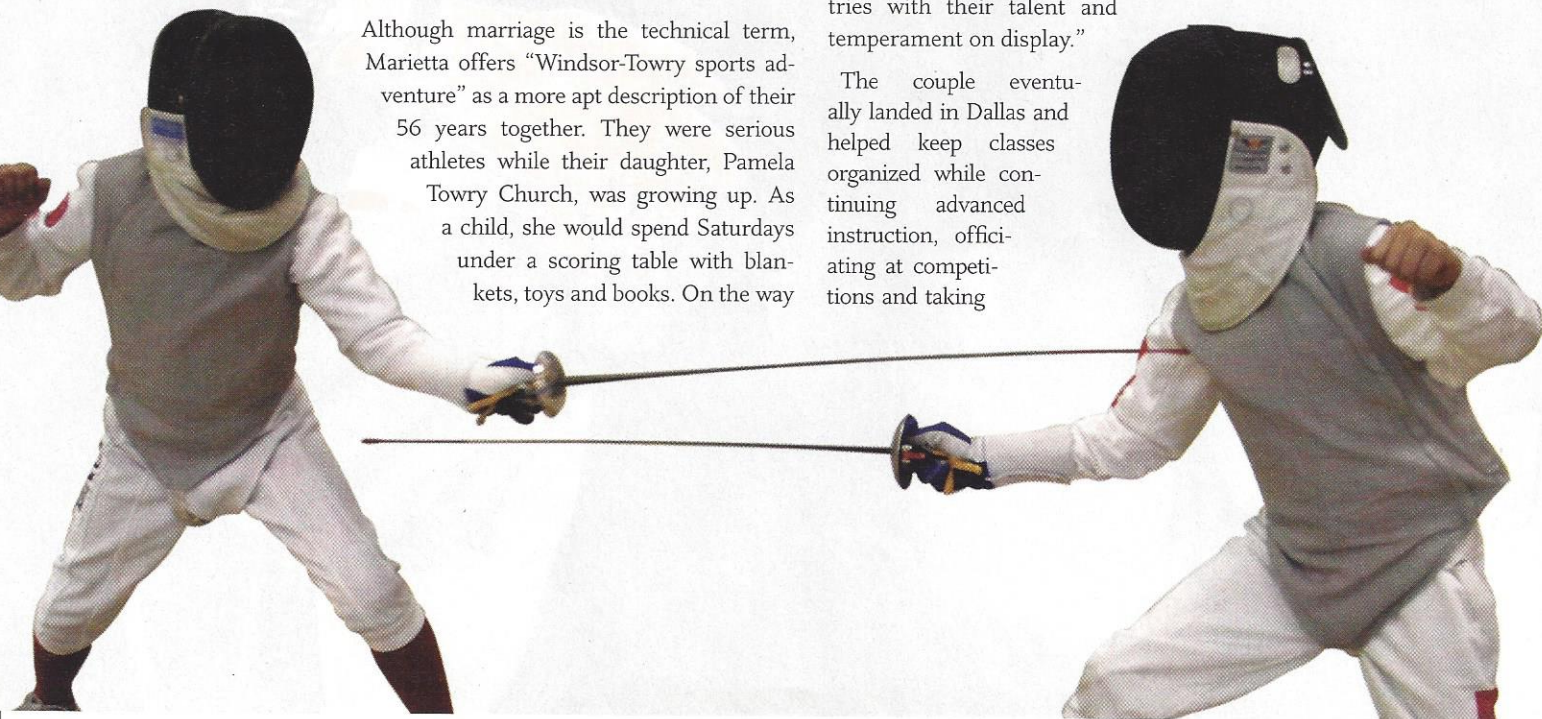 Although marriage is the technical term,
Marietta offers “Windsor-Towry sports ad-
venture” as a more apt description of their
56 years together. They were serious
athletes while their daughter, Pamela
Towry Church, was growing up. As
a child, she would spend Saturdays
under a scoring table with blan-
kets, toys and books. On the way
tries with their talent and
temperament on display.”
The couple eventu-
ally landed in Dallas and
helped keep classes
organized while con-
tinuing advanced
instruction, offici-
ating at competi-
tions and taking